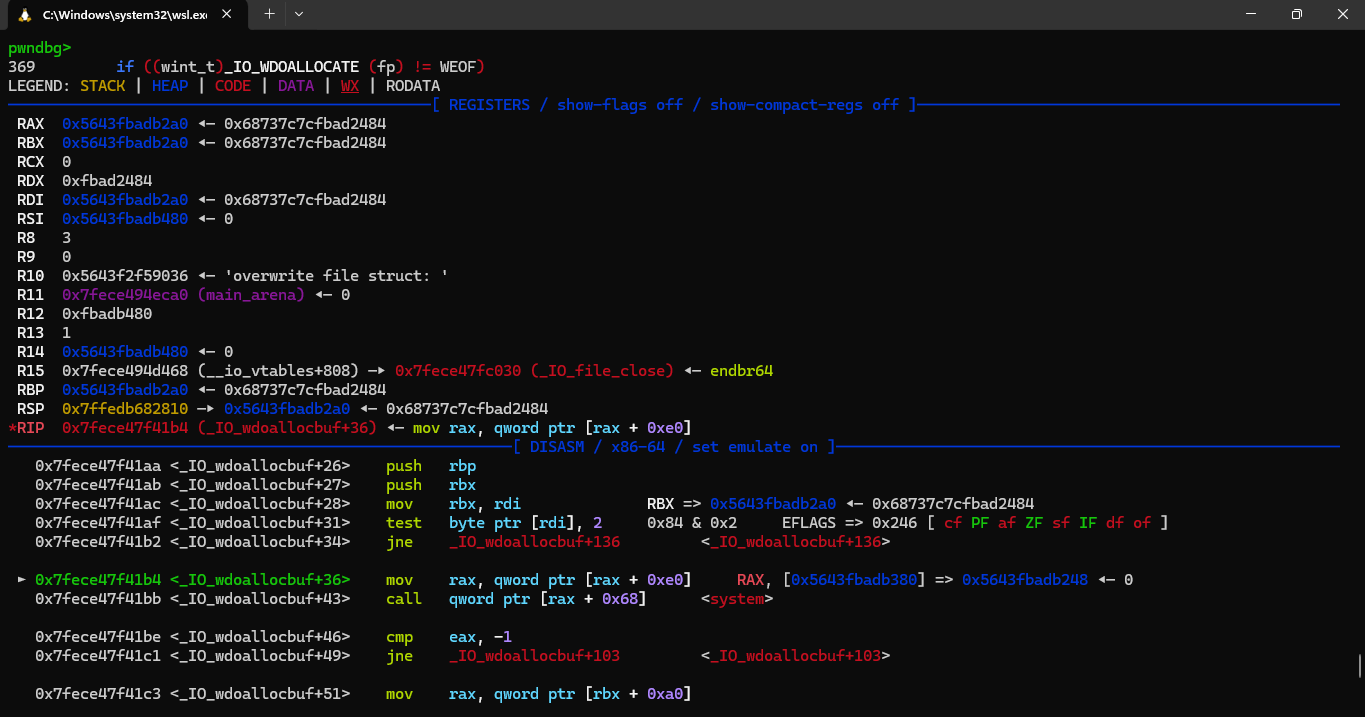 C:\Windows\system32\wsl.exe
pwndbg>
369         if ((wint_t)_IO_WDOALLOCATE (fp) != WEOF)
LEGEND: STACK | HEAP | CODE | DATA | WX | RODATA
[ REGISTERS / show-flags off / show-compact-regs off ]
RAX  0x5643fbadb2a0 ◂— 0x68737c7cfbad2484
RBX  0x5643fbadb2a0 ◂— 0x68737c7cfbad2484
RCX  0
RDX  0xfbad2484
RDI  0x5643fbadb2a0 ◂— 0x68737c7cfbad2484
RSI  0x5643fbadb480 ◂— 0
R8   3
R9   0
R10  0x5643f2f59036 ◂— 'overwrite file struct: '
R11  0x7fece494eca0 (main_arena) ◂— 0
R12  0xfbadb480
R13  1
R14  0x5643fbadb480 ◂— 0
R15  0x7fece494d468 (__io_vtables+808) —▸ 0x7fece47fc030 (_IO_file_close) ◂— endbr64
RBP  0x5643fbadb2a0 ◂— 0x68737c7cfbad2484
RSP  0x7ffedb682810 —▸ 0x5643fbadb2a0 ◂— 0x68737c7cfbad2484
*RIP  0x7fece47f41b4 (_IO_wdoallocbuf+36) ◂— mov rax, qword ptr [rax + 0xe0]
[ DISASM / x86-64 / set emulate on ]
0x7fece47f41aa <_IO_wdoallocbuf+26>    push   rbp
0x7fece47f41ab <_IO_wdoallocbuf+27>    push   rbx
0x7fece47f41ac <_IO_wdoallocbuf+28>    mov    rbx, rdi              RBX => 0x5643fbadb2a0 ◂— 0x68737c7cfbad2484
0x7fece47f41af <_IO_wdoallocbuf+31>    test   byte ptr [rdi], 2     0x84 & 0x2     EFLAGS => 0x246 [ cf PF af ZF sf IF df of ]
0x7fece47f41b2 <_IO_wdoallocbuf+34>    jne    _IO_wdoallocbuf+136         <_IO_wdoallocbuf+136>
► 0x7fece47f41b4 <_IO_wdoallocbuf+36>    mov    rax, qword ptr [rax + 0xe0]     RAX, [0x5643fbadb380] => 0x5643fbadb248 ◂— 0
0x7fece47f41bb <_IO_wdoallocbuf+43>    call   qword ptr [rax + 0x68]      <system>
0x7fece47f41be <_IO_wdoallocbuf+46>    cmp    eax, -1
0x7fece47f41c1 <_IO_wdoallocbuf+49>    jne    _IO_wdoallocbuf+103         <_IO_wdoallocbuf+103>
0x7fece47f41c3 <_IO_wdoallocbuf+51>    mov    rax, qword ptr [rbx + 0xa0]